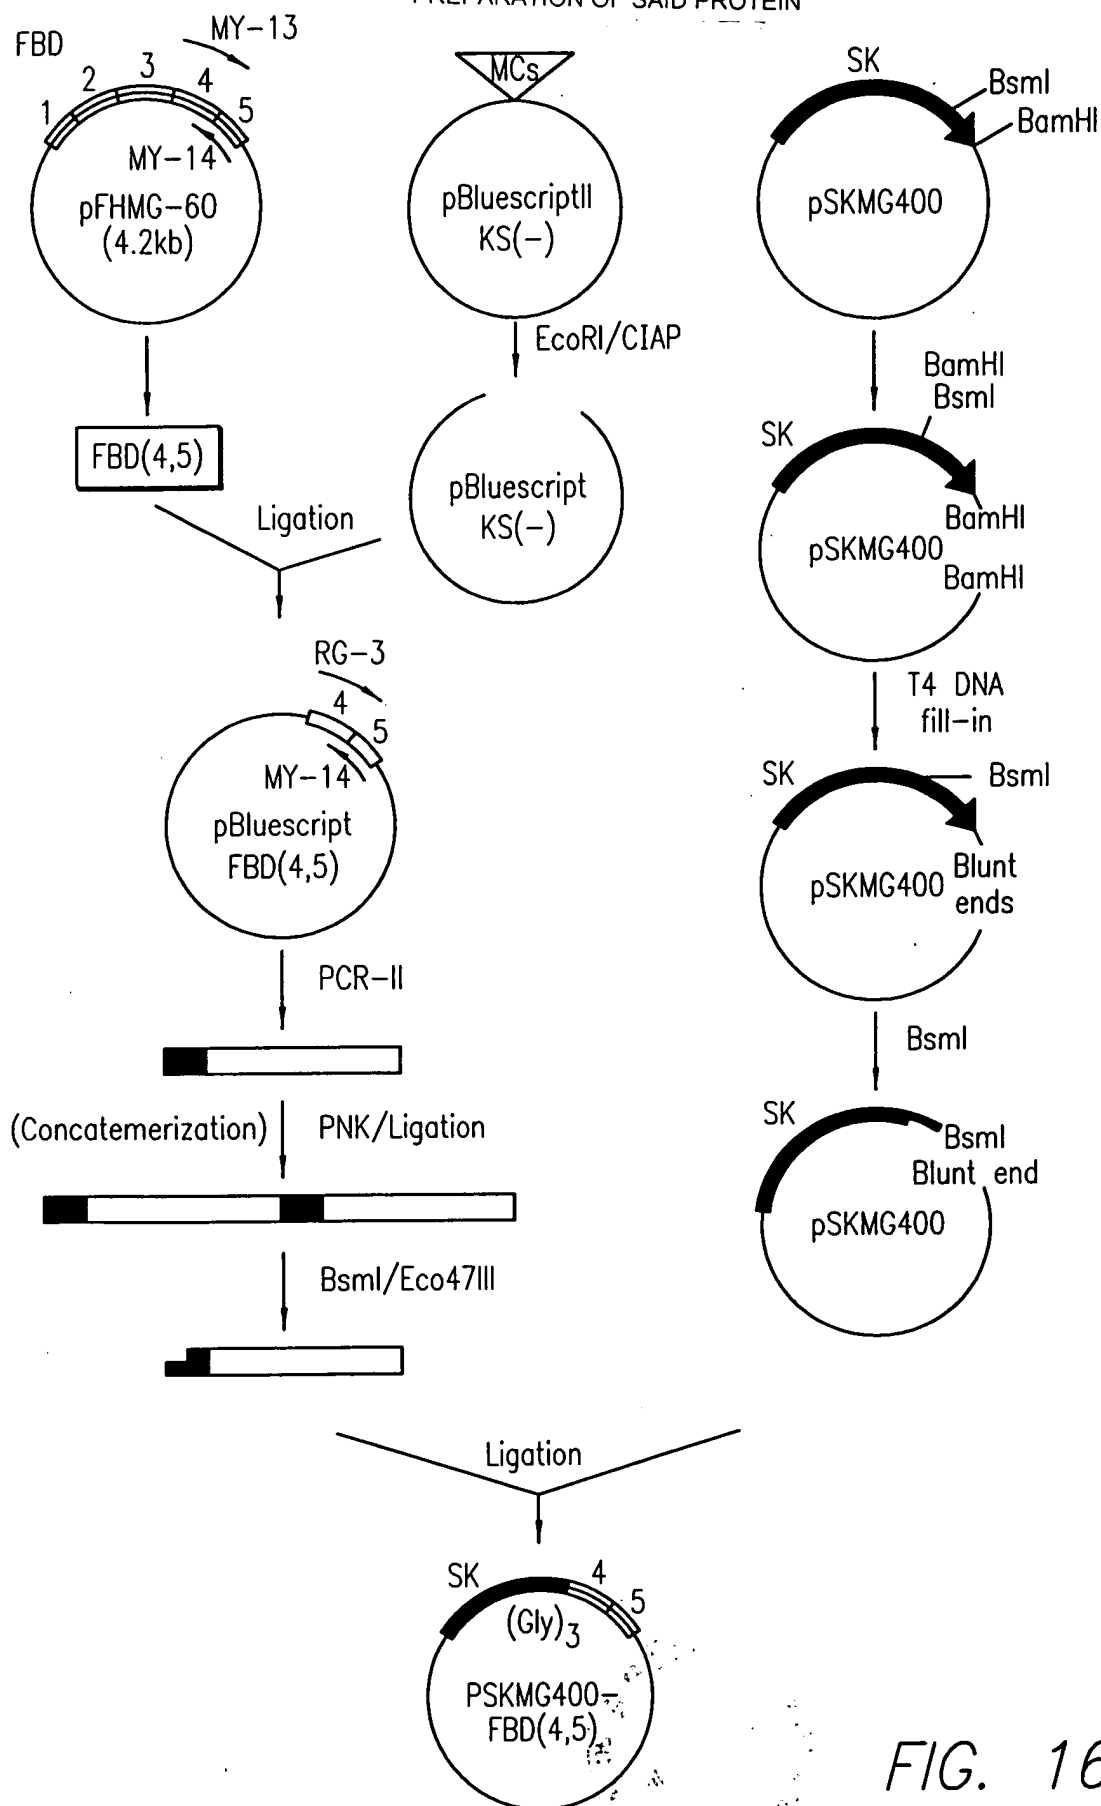 PREPARATION OF SAID PROTEIN
FBD
MY-13
1 2 3 4 5
MY-14
pFHMG-60
(4.2kb)
MCs
pBluescriptII
KS(-)
SK
BsmI
BamHI
pSKMG400
EcoRI/CIAP
FBD(4,5)
Ligation
pBluescript
KS(-)
BamHI
BsmI
SK
BamHI
pSKMG400
BamHI
RG-3
4
5
MY-14
pBluescript
FBD(4,5)
T4 DNA
fill-in
SK
BsmI
pSKMG400
Blunt
ends
PCR-II
BsmI
(Concatemerization)
PNK/Ligation
SK
BsmI
Blunt end
pSKMG400
BsmI/Eco47III
Ligation
SK
4
5
(Gly)3
PSKMG400-
FBD(4,5)
FIG. 16